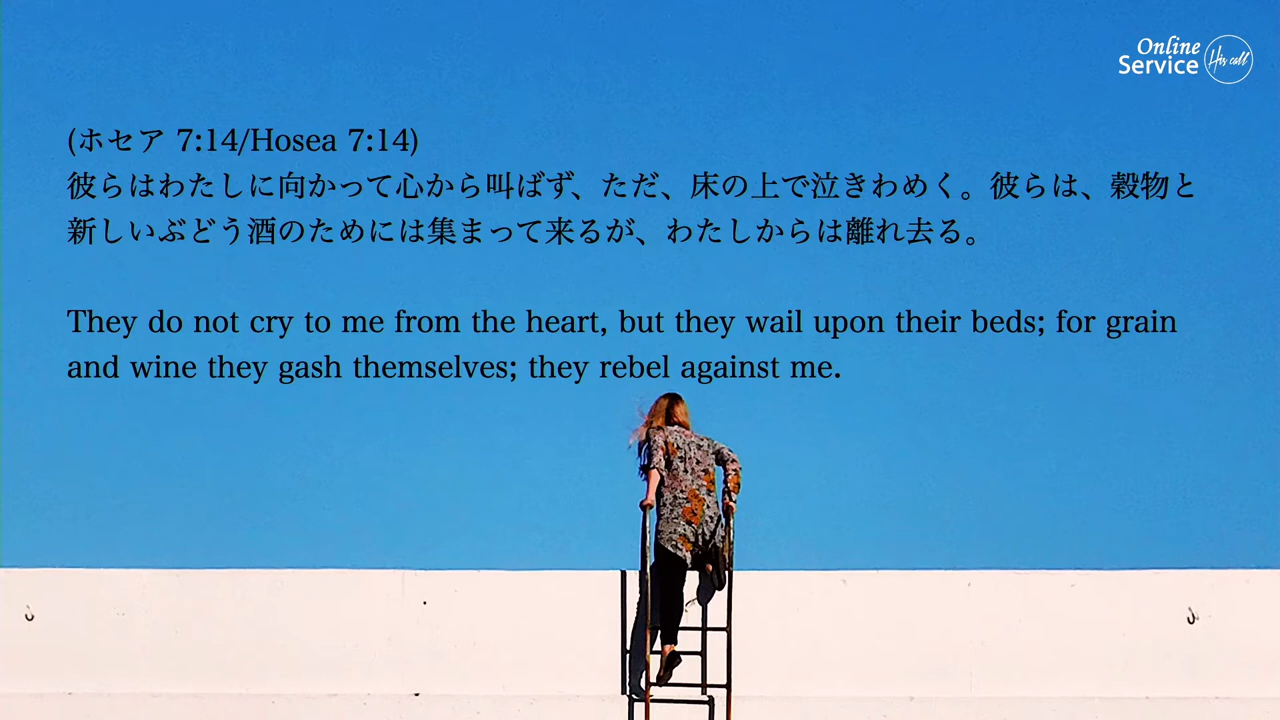 Online
Service
His call
(ホセア 7:14/Hosea 7:14)
彼らはわたしに向かって心から叫ばず、ただ、床の上で泣きわめく。彼らは、穀物と
新しいぶどう酒のためには集まって来るが、わたしからは離れ去る。
They do not cry to me from the heart, but they wail upon their beds; for grain
and wine they gash themselves; they rebel against me.